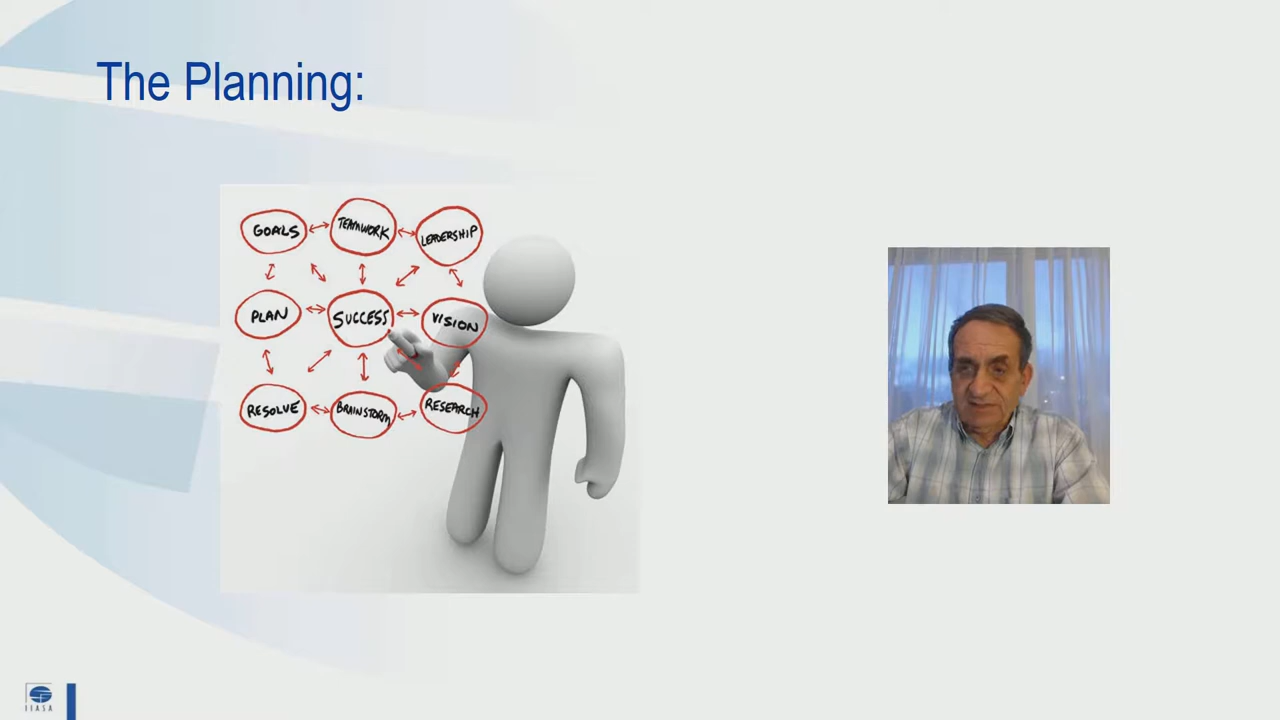 The Planning:
GOALS TEAMWORK LEADERSHIP
PLAN SUCCESS VISION
RESOLVE BRAINSTORM RESEARCH
IIASA